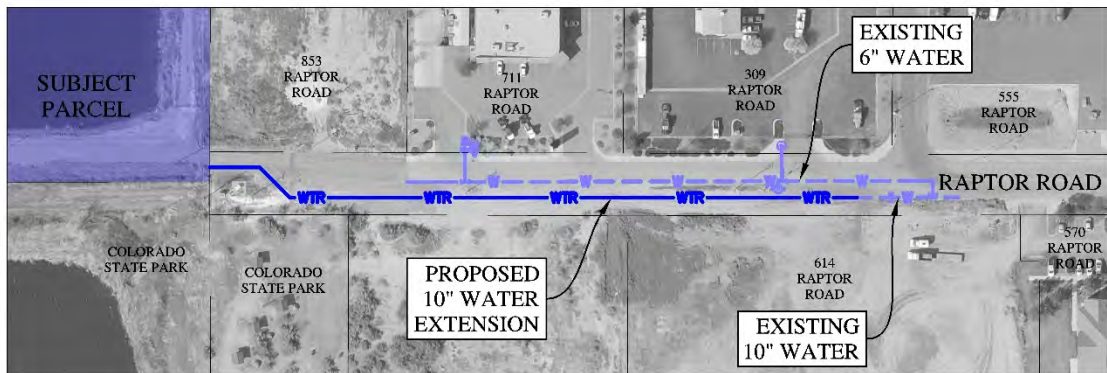 SUBJECT
PARCEL
853
RAPTOR
ROAD
711
RAPTOR
ROAD
309
RAPTOR
ROAD
EXISTING
6" WATER
555
RAPTOR
ROAD
W W W W W
RAPTOR ROAD
WTR WTR WTR WTR WTR W
COLORADO
STATE PARK
COLORADO
STATE PARK
PROPOSED
10" WATER
EXTENSION
614
RAPTOR
ROAD
EXISTING
10" WATER
570
RAPTOR
ROAD